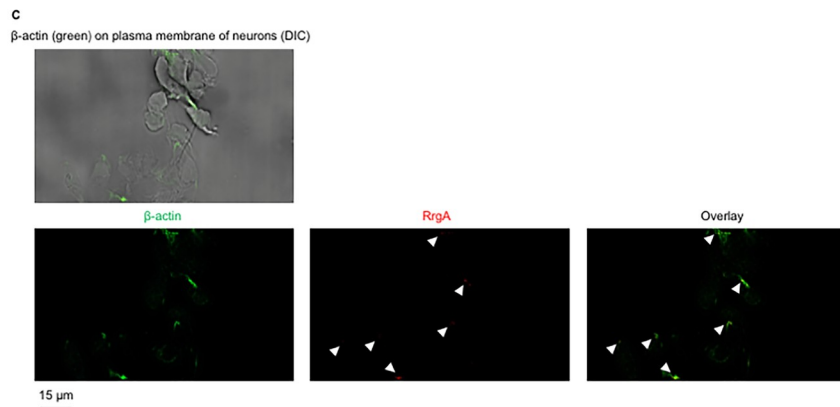 C
β-actin (green) on plasma membrane of neurons (DIC)
β-actin
RrgA
Overlay
15 μm